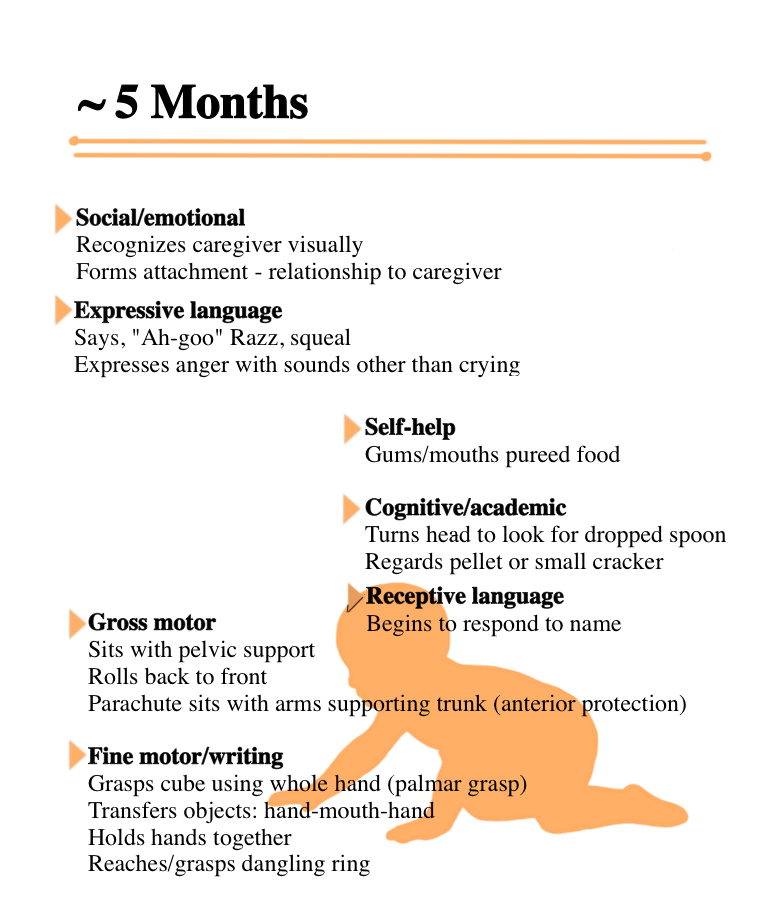 ~ 5 Months
Social/emotional
Recognizes caregiver visually
Forms attachment - relationship to caregiver
Expressive language
Says, "Ah-goo" Razz, squeal
Expresses anger with sounds other than crying
Self-help
Gums/mouths pureed food
Cognitive/academic
Turns head to look for dropped spoon
Regards pellet or small cracker
Receptive language
Begins to respond to name
Gross motor
Sits with pelvic support
Rolls back to front
Parachute sits with arms supporting trunk (anterior protection)
Fine motor/writing
Grasps cube using whole hand (palmar grasp)
Transfers objects: hand-mouth-hand
Holds hands together
Reaches/grasps dangling ring